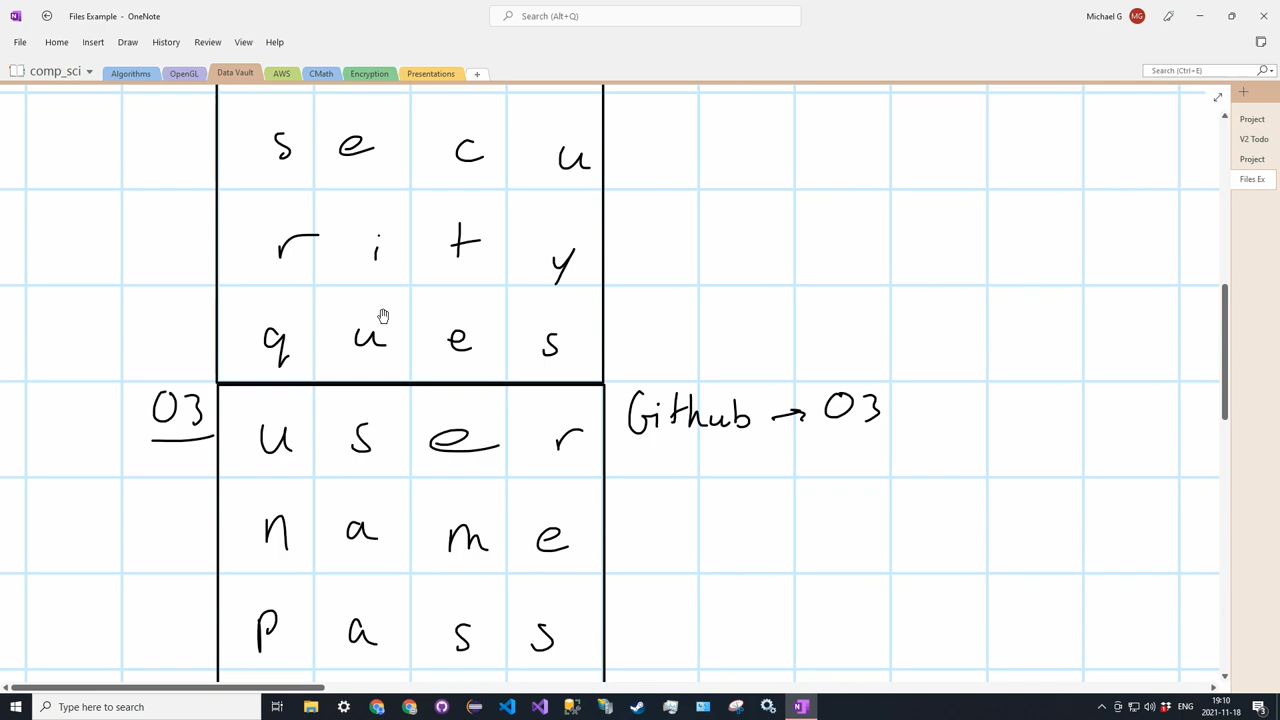 Files Example - OneNote
Search (Alt+Q)
Michael G
MG
File Home Insert Draw History Review View Help
comp_sci
Algorithms OpenGL Data Vault AWS CMath Encryption Presentations +
Search (Ctrl+E)
Project
V2 Todo
Project
Files Ex
s e c u
r i t y
q u e s
03 u s e r Github → 03
n a m e
p a s s
Type here to search
ENG
19:10
2021-11-18